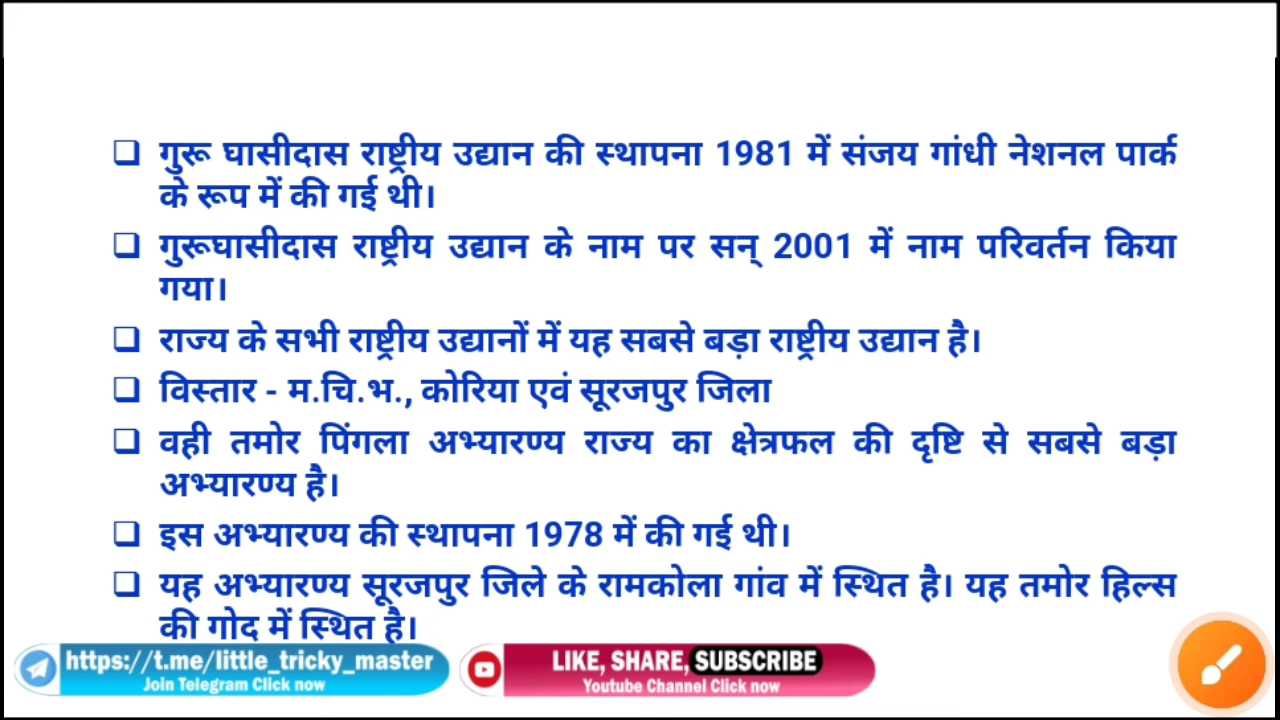 ❑ गुरू घासीदास राष्ट्रीय उद्यान की स्थापना 1981 में संजय गांधी नेशनल पार्क
के रूप में की गई थी।
❑ गुरूघासीदास राष्ट्रीय उद्यान के नाम पर सन् 2001 में नाम परिवर्तन किया
गया।
❑ राज्य के सभी राष्ट्रीय उद्यानों में यह सबसे बड़ा राष्ट्रीय उद्यान है।
❑ विस्तार - म.चि.भ., कोरिया एवं सूरजपुर जिला
❑ वही तमोर पिंगला अभ्यारण्य राज्य का क्षेत्रफल की दृष्टि से सबसे बड़ा
अभ्यारण्य है।
❑ इस अभ्यारण्य की स्थापना 1978 में की गई थी।
❑ यह अभ्यारण्य सूरजपुर जिले के रामकोला गांव में स्थित है। यह तमोर हिल्स
की गोद में स्थित है।
https://t.me/little_tricky_master
Join Telegram Click now
LIKE, SHARE, SUBSCRIBE
Youtube Channel Click now